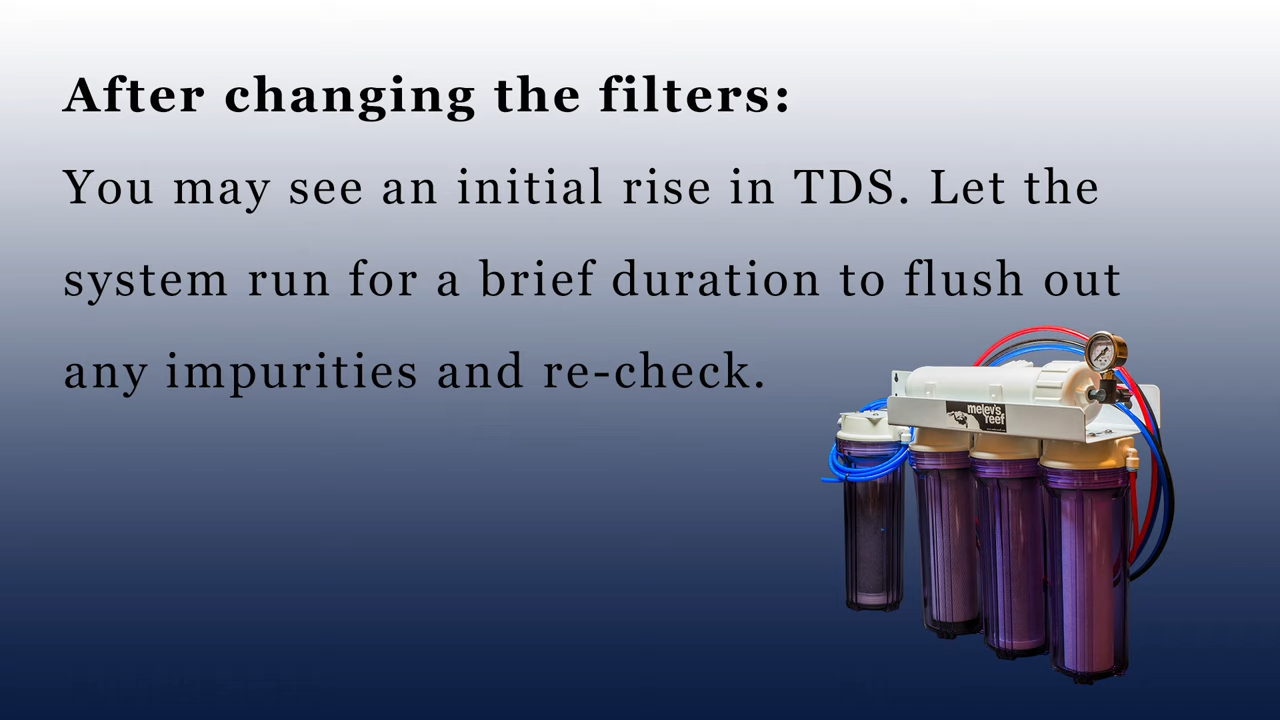 After changing the filters:
You may see an initial rise in TDS. Let the
system run for a brief duration to flush out
any impurities and re-check.
melev's
reef